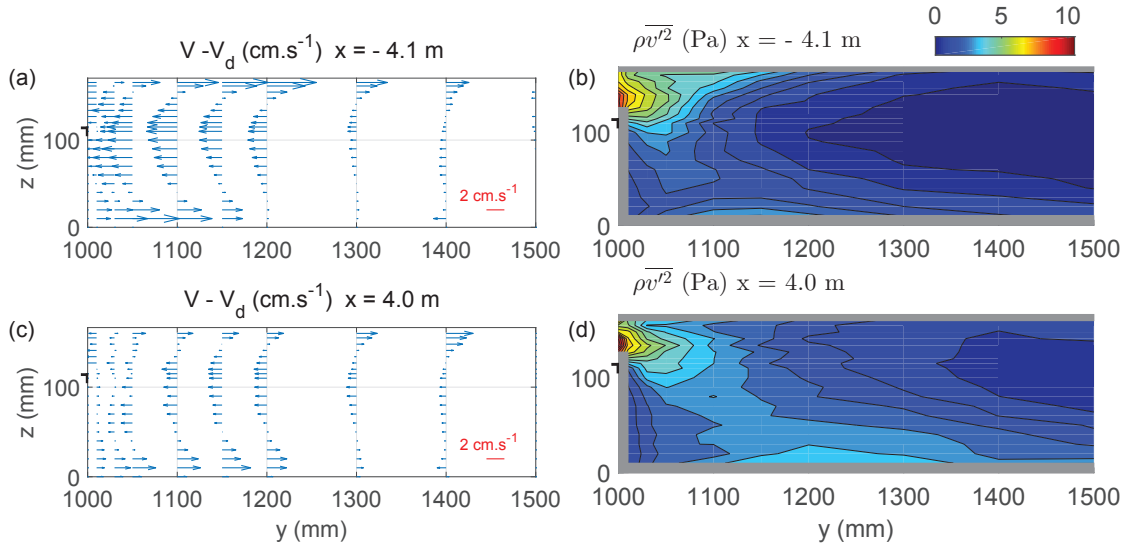 V -V_d (cm.s⁻¹) x = - 4.1 m
(a)
z (mm)
100
0
2 cm.s⁻¹
1000 1100 1200 1300 1400 1500
ρv′² (Pa) x = - 4.1 m
0 5 10
(b)
100
0
1000 1100 1200 1300 1400 1500
V - V_d (cm.s⁻¹) x = 4.0 m
(c)
z (mm)
100
0
2 cm.s⁻¹
1000 1100 1200 1300 1400 1500
y (mm)
ρv′² (Pa) x = 4.0 m
(d)
100
0
1000 1100 1200 1300 1400 1500
y (mm)